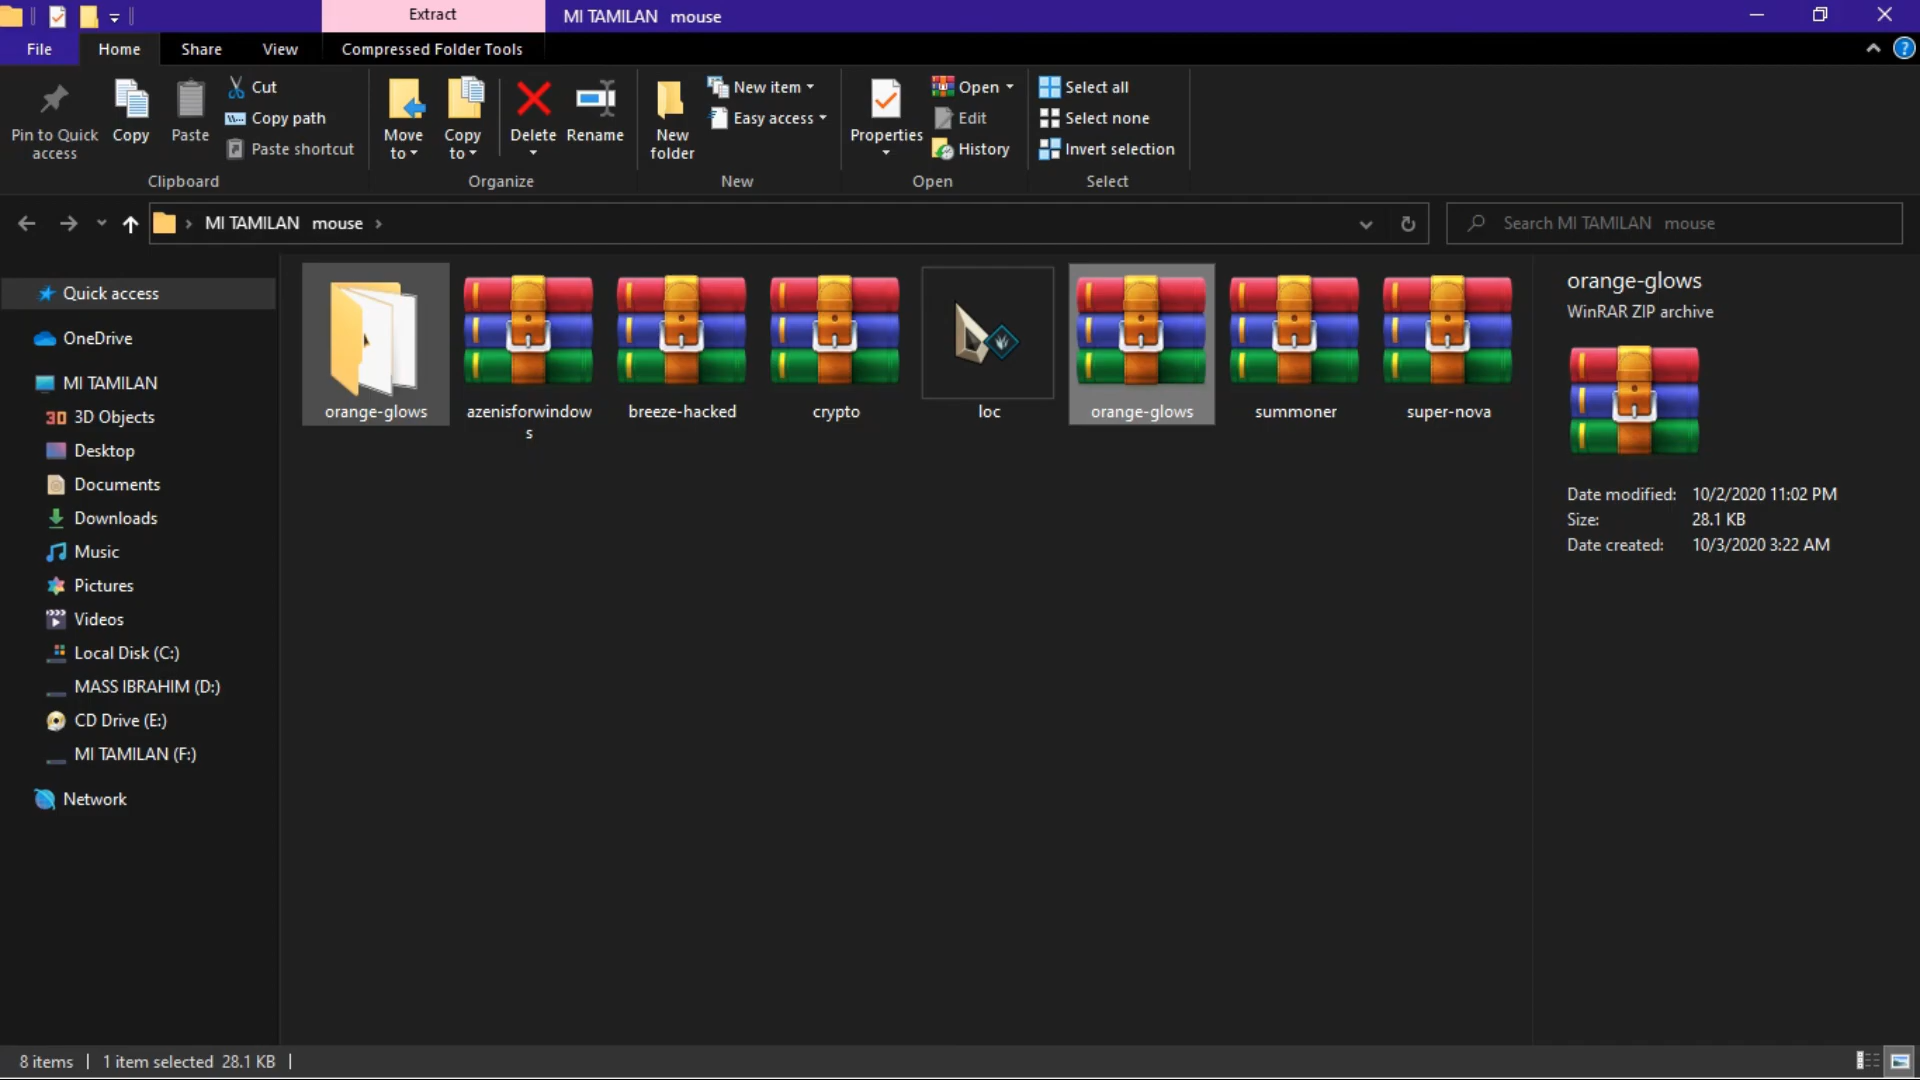 Extract
MI TAMILAN mouse
File
Home
Share
View
Compressed Folder Tools
Pin to Quick
access
Copy
Paste
Cut
Copy path
Paste shortcut
Clipboard
Move
to
Copy
to
Delete
Rename
Organize
New
folder
New item
Easy access
New
Properties
Open
Edit
History
Open
Select all
Select none
Invert selection
Select
MI TAMILAN mouse
Search MI TAMILAN mouse
Quick access
OneDrive
MI TAMILAN
3D Objects
Desktop
Documents
Downloads
Music
Pictures
Videos
Local Disk (C:)
MASS IBRAHIM (D:)
CD Drive (E:)
MI TAMILAN (F:)
Network
orange-glows
azenisforwindow
s
breeze-hacked
crypto
loc
orange-glows
summoner
super-nova
orange-glows
WinRAR ZIP archive
Date modified: 10/2/2020 11:02 PM
Size: 28.1 KB
Date created: 10/3/2020 3:22 AM
8 items
1 item selected 28.1 KB